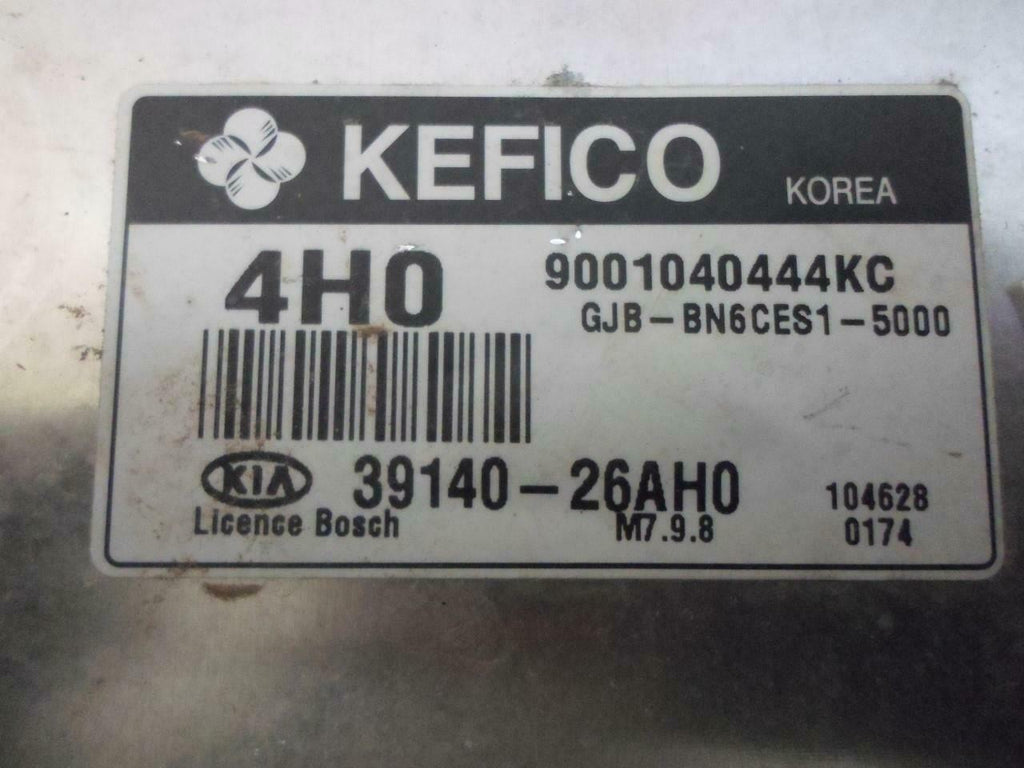 KEFICO KOREA
4H0
9001040444KC
GJB-BN6CES1-5000
KIA 39140-26AH0
Licence Bosch
M7.9.8
104628
0174